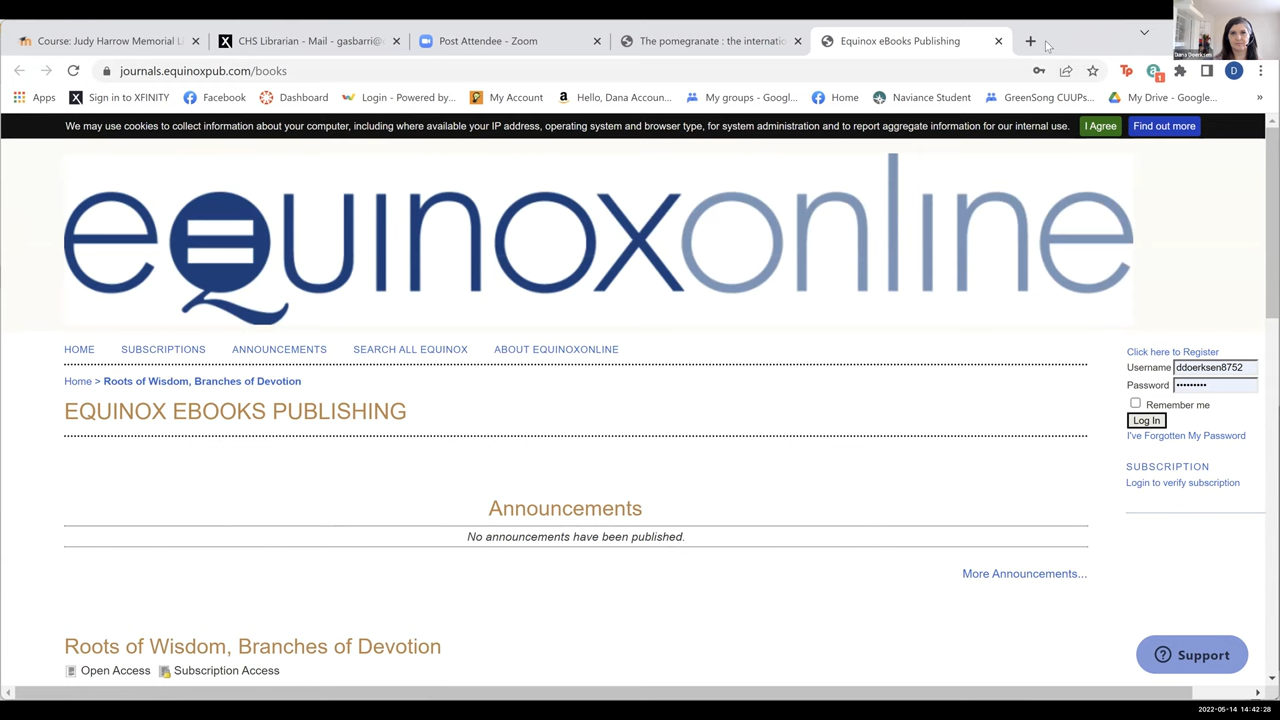 Course: Judy Harrow Memorial L
CHS Librarian - Mail - gasbarri@
Post Attendee - Zoom
The pomegranate : the internatio
Equinox eBooks Publishing
Dana Doerksen
journals.equinoxpub.com/books
1
D
Apps
Sign in to XFINITY
Facebook
Dashboard
Login - Powered by...
My Account
Hello, Dana Accoun...
My groups - Googl...
Home
Naviance Student
GreenSong CUUPs...
My Drive - Google...
»
We may use cookies to collect information about your computer, including where available your IP address, operating system and browser type, for system administration and to report aggregate information for our internal use.
I Agree
Find out more
equinoxonline
HOME
SUBSCRIPTIONS
ANNOUNCEMENTS
SEARCH ALL EQUINOX
ABOUT EQUINOXONLINE
Home > Roots of Wisdom, Branches of Devotion
EQUINOX EBOOKS PUBLISHING
Click here to Register
Username ddoerksen8752
Password •••••••••
Remember me
Log In
I've Forgotten My Password
SUBSCRIPTION
Login to verify subscription
Announcements
No announcements have been published.
More Announcements...
Roots of Wisdom, Branches of Devotion
Open Access
Subscription Access
Support
2022-05-14 14:42:28